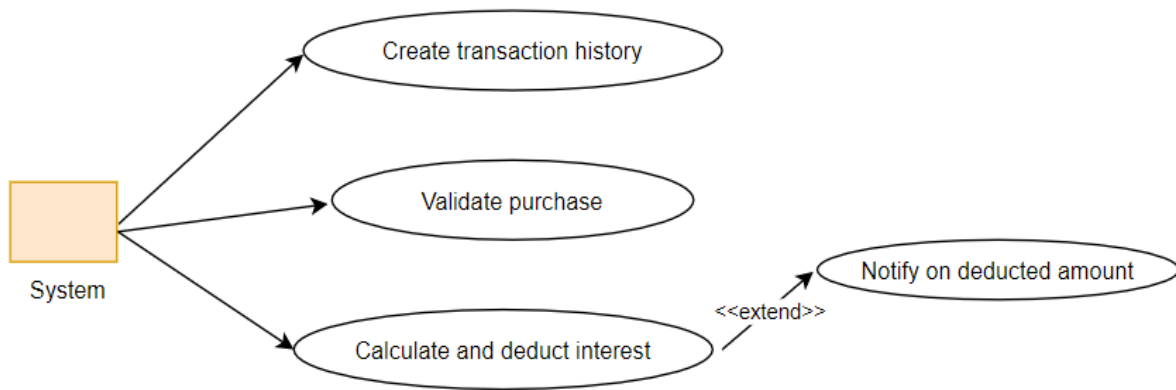 Create transaction history
Validate purchase
System
Notify on deducted amount
<<extend>>
Calculate and deduct interest